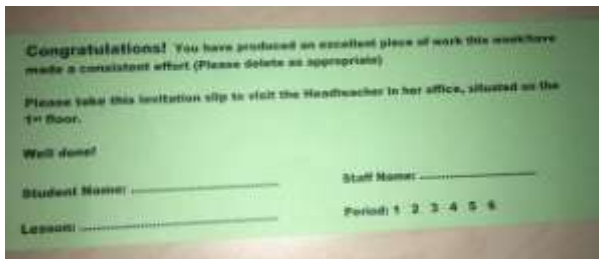 Congratulations! You have produced an excellent piece of work this week/have
made a consistent effort (Please delete as appropriate)
Please take this invitation slip to visit the Headteacher in her office, situated on the
1st floor.
Well done!
Student Name: ........................................ Staff Name: ................................
Lesson: .................................................... Period: 1 2 3 4 5 6